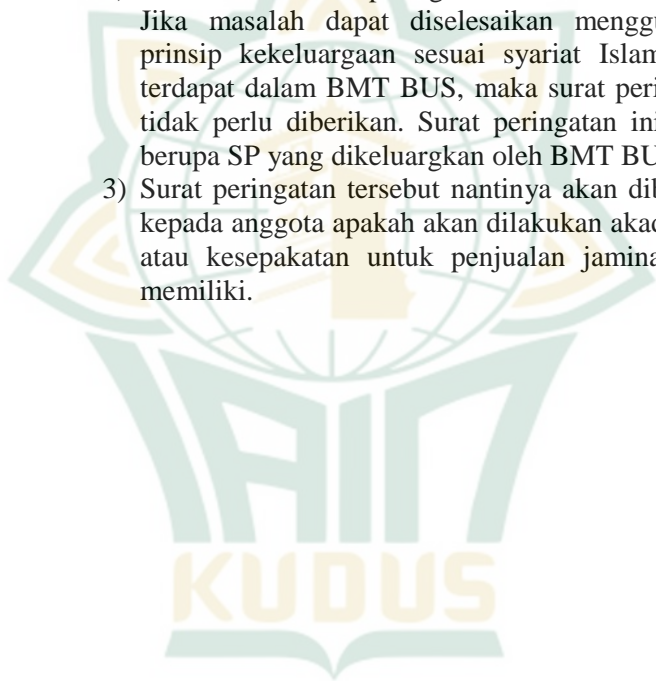 Jika masalah dapat diselesaikan menggu
prinsip kekeluargaan sesuai syariat Islam
terdapat dalam BMT BUS, maka surat peri
tidak perlu diberikan. Surat peringatan ini
berupa SP yang dikeluargkan oleh BMT BU
3) Surat peringatan tersebut nantinya akan dib
kepada anggota apakah akan dilakukan akad
atau kesepakatan untuk penjualan jamina
memiliki.
IAIN
KUDUS